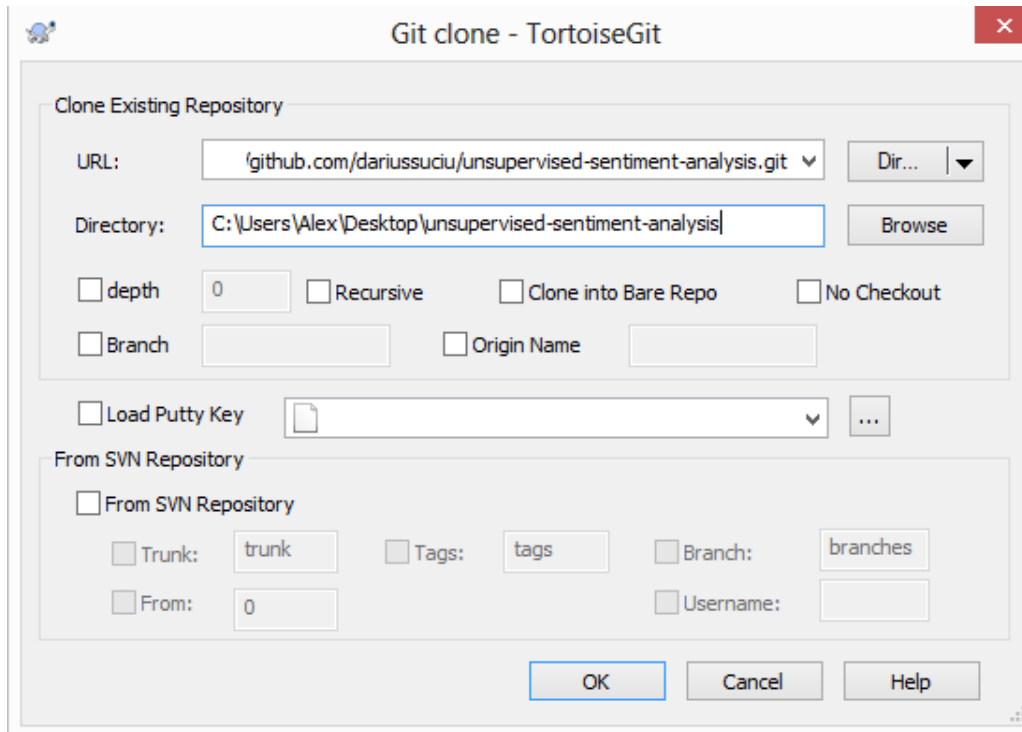 Git clone - TortoiseGit
Clone Existing Repository
URL: /github.com/dariussuciu/unsupervised-sentiment-analysis.git Dir...
Directory: C:\Users\Alex\Desktop\unsupervised-sentiment-analysis Browse
depth 0 Recursive Clone into Bare Repo No Checkout
Branch Origin Name
Load Putty Key ...
From SVN Repository
From SVN Repository
Trunk: trunk Tags: tags Branch: branches
From: 0 Username:
OK Cancel Help